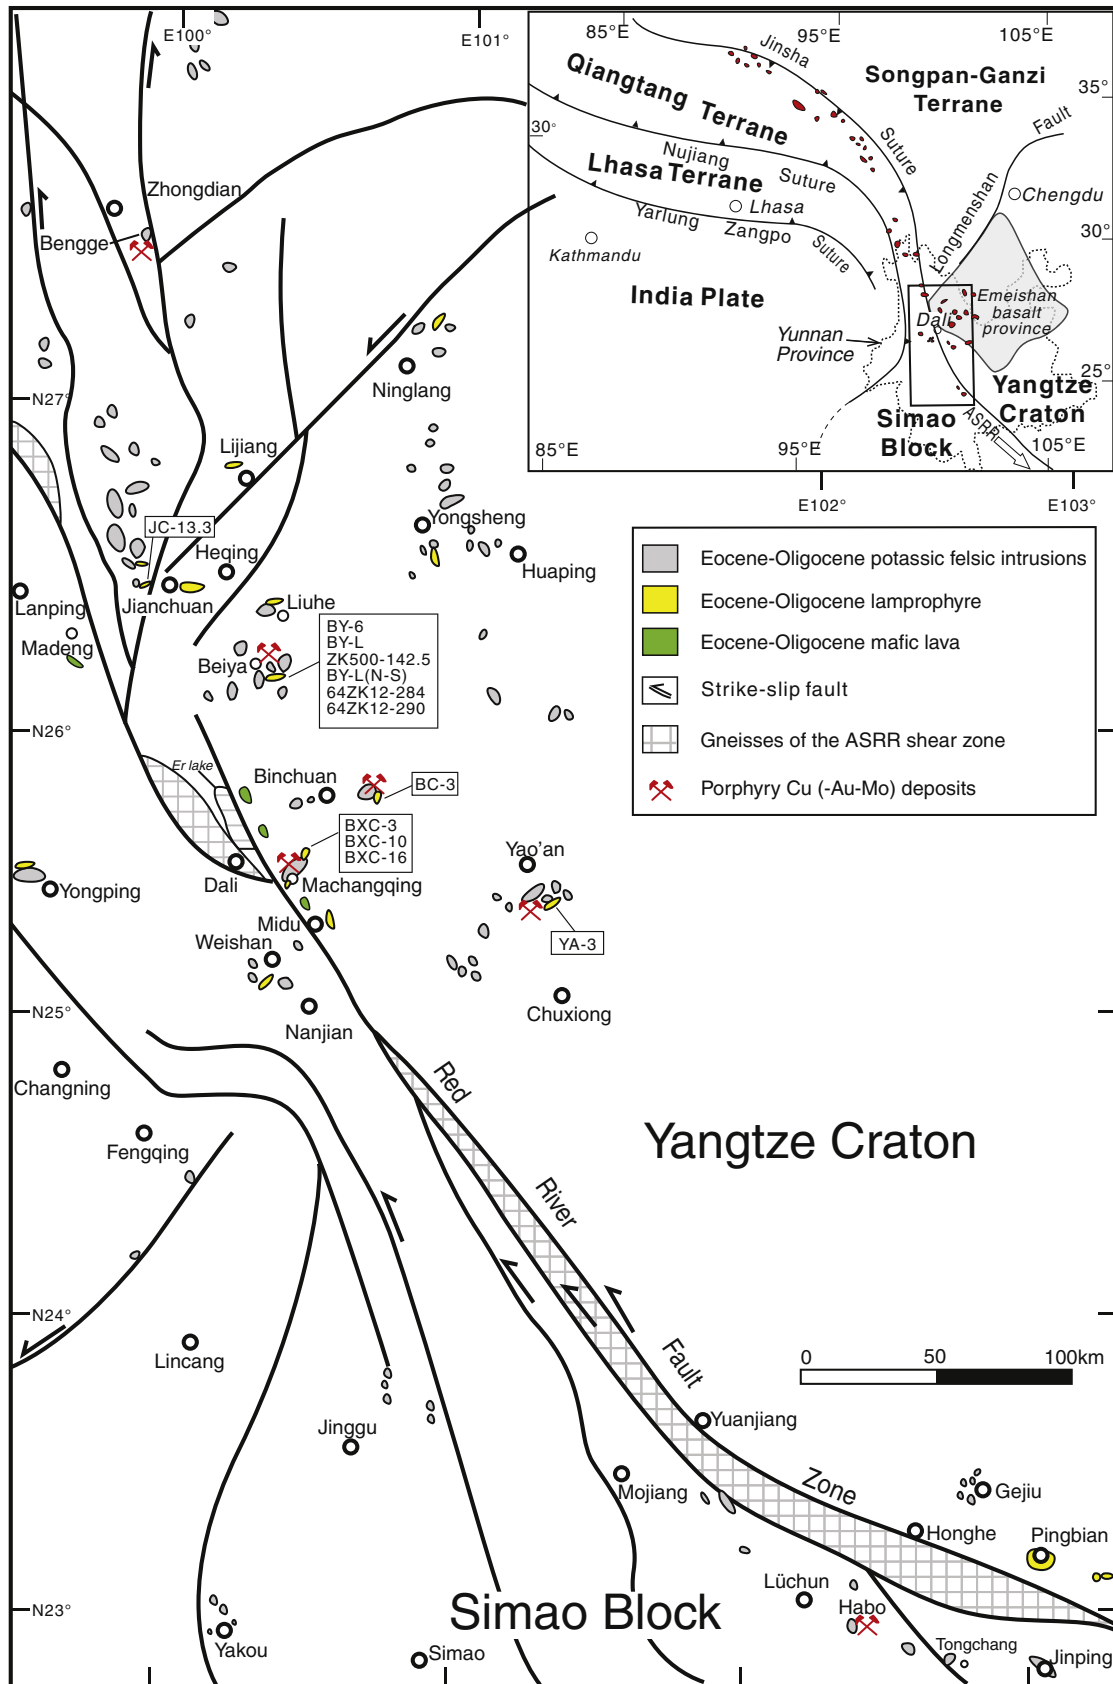 E100°
E101°
85°E
95°E
105°E
Jinsha
Suture
Qiangtang Terrane
Songpan-Ganzi
Terrane
35°
30°
Fault
Longmenshan
Nujiang
Suture
Lhasa Terrane
Lhasa
Chengdu
Yarlung
Zangpo
Suture
30°
Kathmandu
India Plate
Emeishan
basalt
province
Dali
Yunnan
Province
25°
Yangtze
Craton
Simao
Block
ASRR
85°E
95°E
105°E
E102°
E103°
Zhongdian
Bengge
Ninglang
N27°
Lijiang
Yongsheng
JC-13.3
Heqing
Huaping
Lanping
Jianchuan
Liuhe
Madeng
BY-6
BY-L
ZK500-142.5
BY-L(N-S)
64ZK12-284
64ZK12-290
Beiya
N26°
Er lake
Binchuan
BC-3
BXC-3
BXC-10
BXC-16
Yao'an
Yongping
Dali
Machangqing
Midu
YA-3
Weishan
N25°
Nanjian
Chuxiong
Eocene-Oligocene potassic felsic intrusions
Eocene-Oligocene lamprophyre
Eocene-Oligocene mafic lava
Strike-slip fault
Gneisses of the ASRR shear zone
Porphyry Cu (-Au-Mo) deposits
Changning
Red
River
Fault
Zone
Fengqing
Yangtze Craton
N24°
Lincang
0
50
100km
Jinggu
Yuanjiang
Mojiang
Gejiu
Honghe
Pingbian
Lüchun
N23°
Simao Block
Habo
Yakou
Simao
Tongchang
Jinping